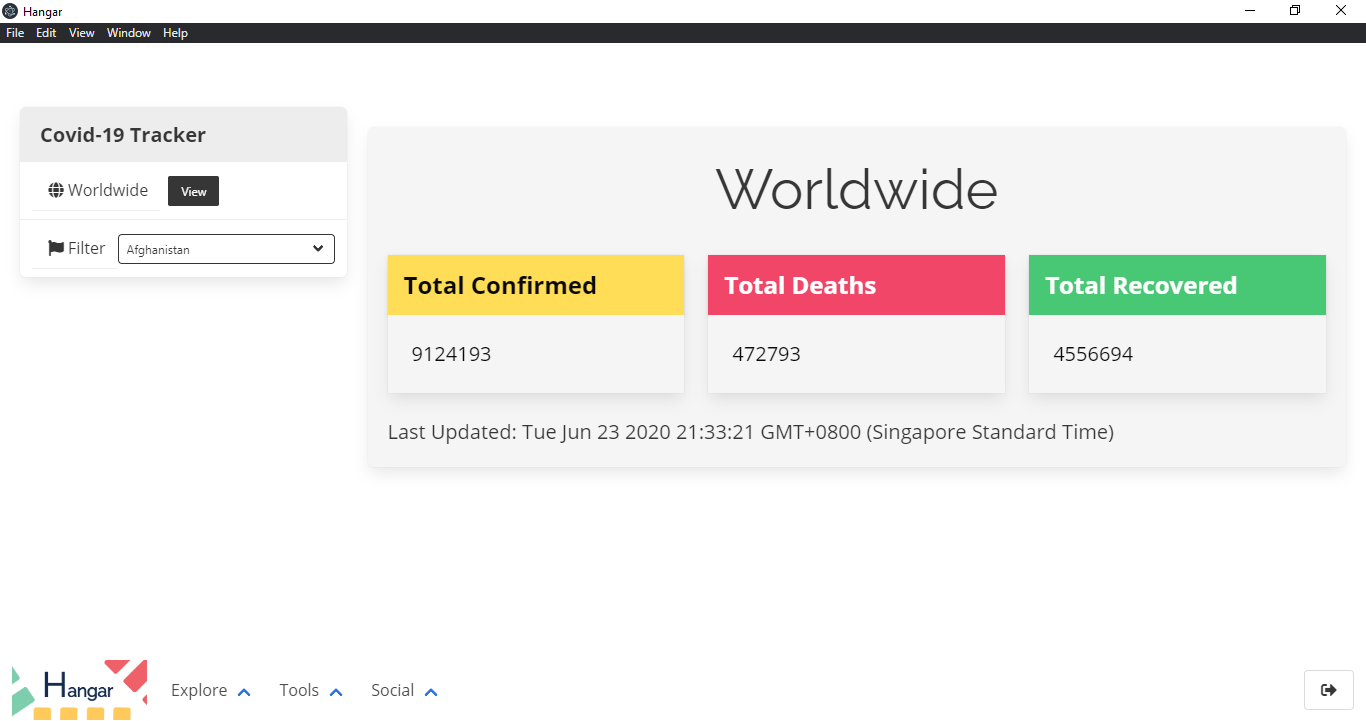 Hangar
File Edit View Window Help
Covid-19 Tracker
Worldwide View
Filter Afghanistan
Worldwide
Total Confirmed
9124193
Total Deaths
472793
Total Recovered
4556694
Last Updated: Tue Jun 23 2020 21:33:21 GMT+0800 (Singapore Standard Time)
Hangar
Explore Tools Social